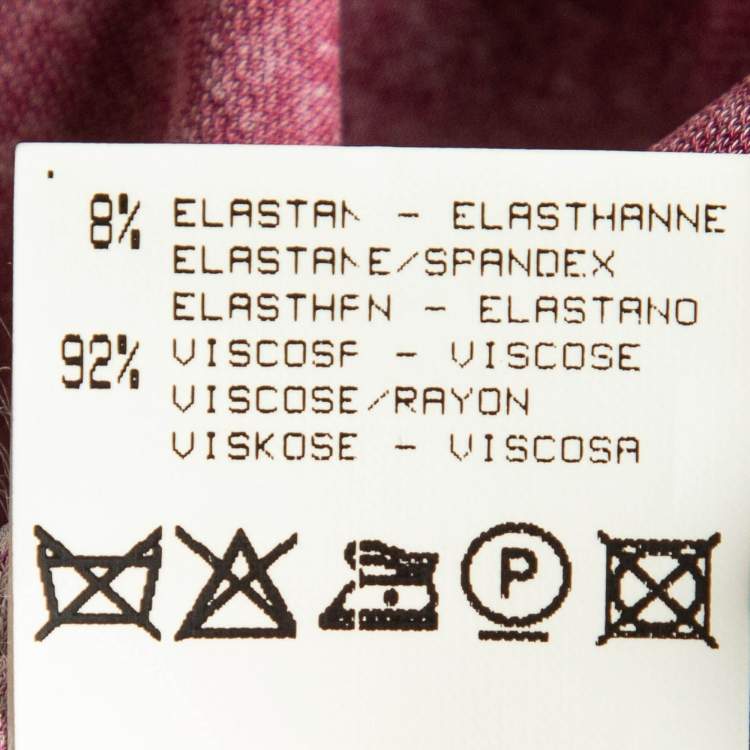 8% ELASTAN - ELASTHANNE
ELASTANE/SPANDEX
ELASTHAN - ELASTANO
92% VISCOSE - VISCOSE
VISCOSE/RAYON
VISKOSE - VISCOSA
P